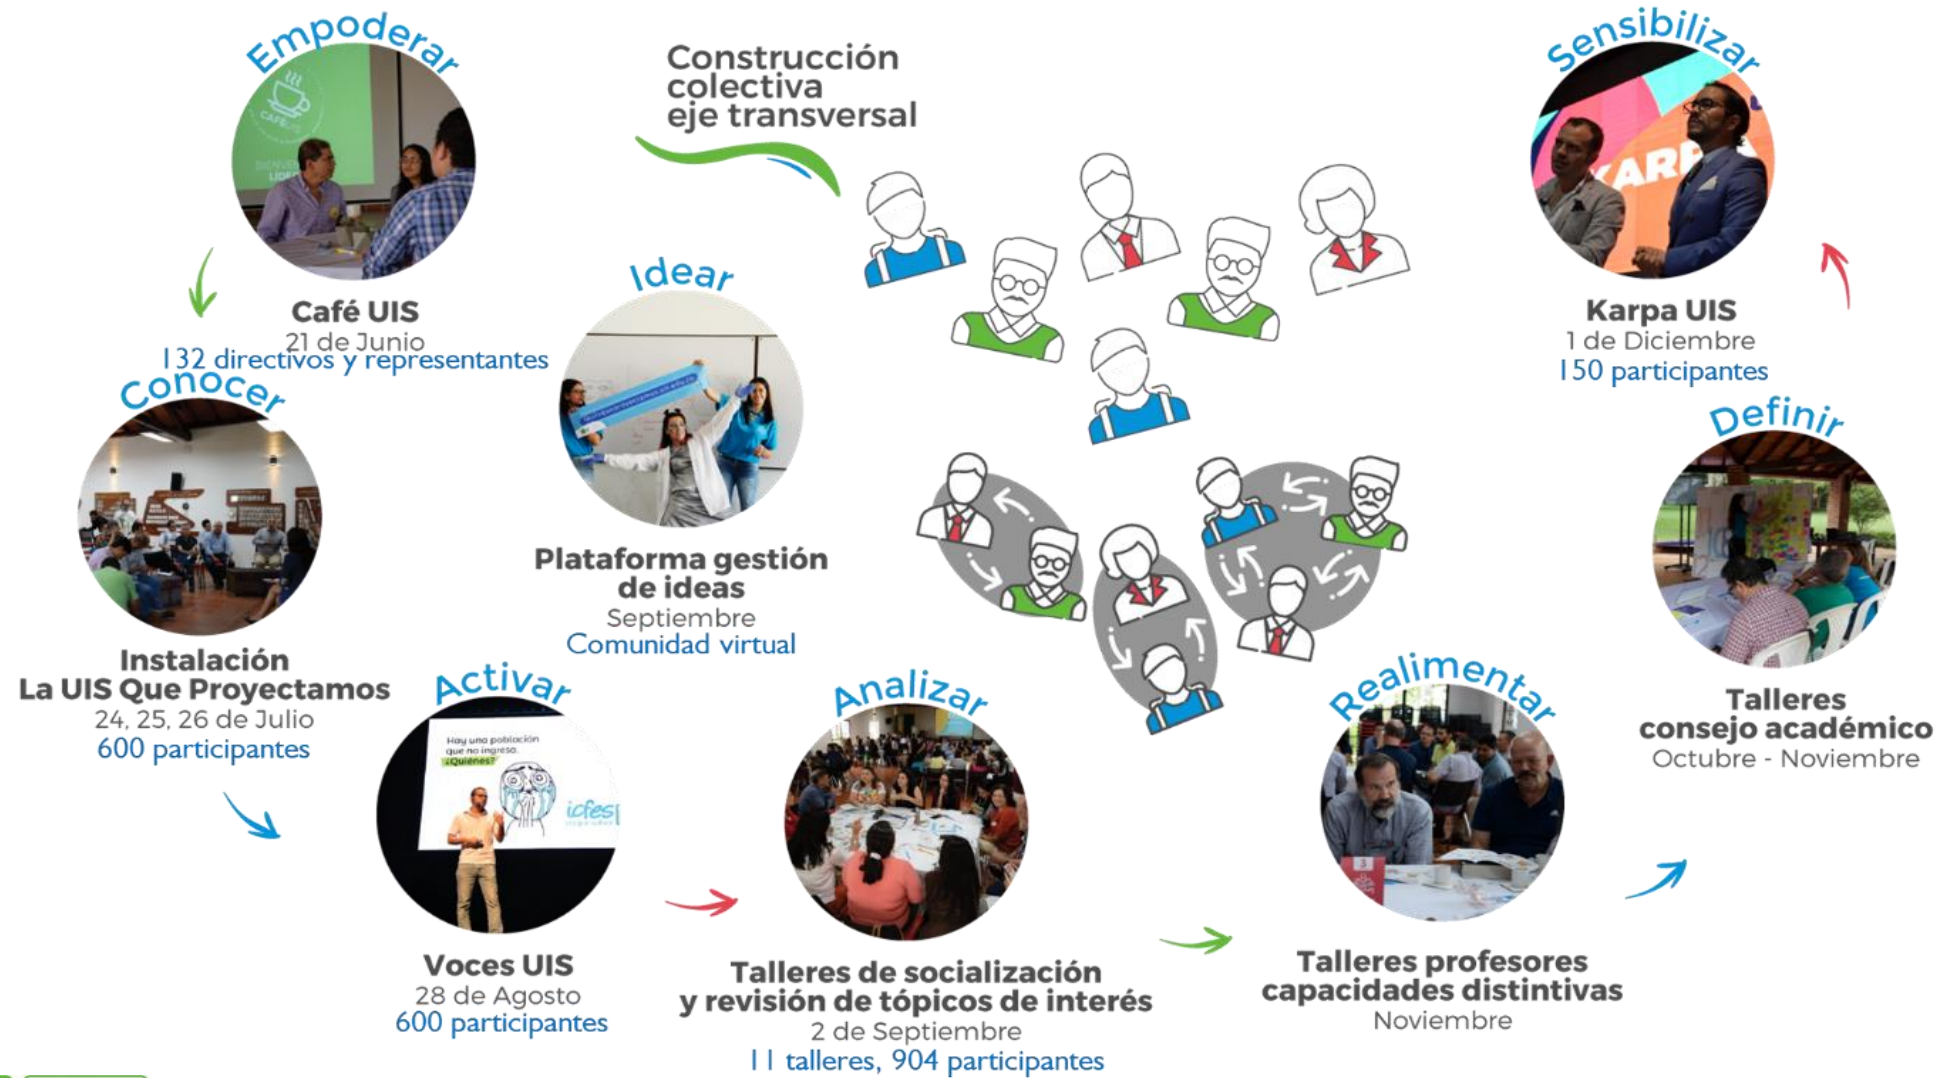 Empoderar
CAFÉUIS
Café UIS
21 de Junio
132 directivos y representantes
Conocer
Instalación
La UIS Que Proyectamos
24, 25, 26 de Julio
600 participantes
Construcción
colectiva
eje transversal
Idear
Plataforma gestión
de ideas
Septiembre
Comunidad virtual
Activar
Hay una población
que no ingresa.
¿Quiénes?
icfes
Voces UIS
28 de Agosto
600 participantes
Analizar
Talleres de socialización
y revisión de tópicos de interés
2 de Septiembre
11 talleres, 904 participantes
Realimentar
3
Talleres profesores
capacidades distintivas
Noviembre
Definir
Talleres
consejo académico
Octubre - Noviembre
Sensibilizar
Karpa UIS
1 de Diciembre
150 participantes